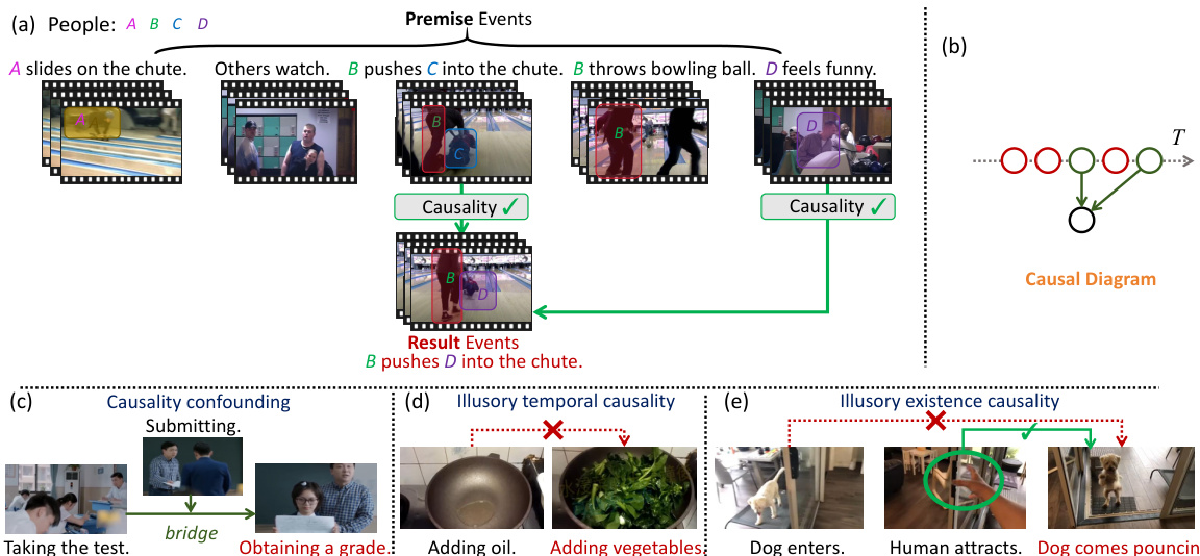 (a) People: A B C D
Premise Events
A slides on the chute. Others watch. B pushes C into the chute. B throws bowling ball. D feels funny.
A
B
C
B
D
Causality ✓
Causality ✓
B
D
Result Events
B pushes D into the chute.
(b)
T
Causal Diagram
(c) Causality confounding
Submitting.
bridge
Taking the test.
Obtaining a grade.
(d) Illusory temporal causality
Adding oil.
Adding vegetables.
(e) Illusory existence causality
Dog enters.
Human attracts.
Dog comes pouncin